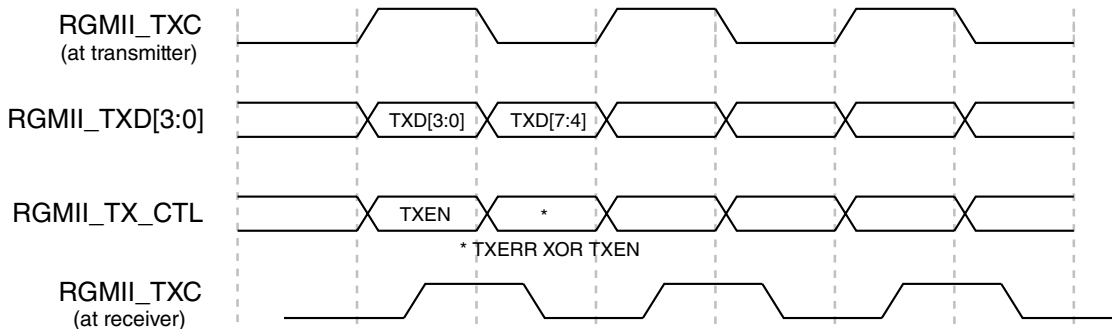 RGMII_TXC
(at transmitter)
RGMII_TXD[3:0]
TXD[3:0]
TXD[7:4]
RGMII_TX_CTL
TXEN
*
* TXERR XOR TXEN
RGMII_TXC
(at receiver)